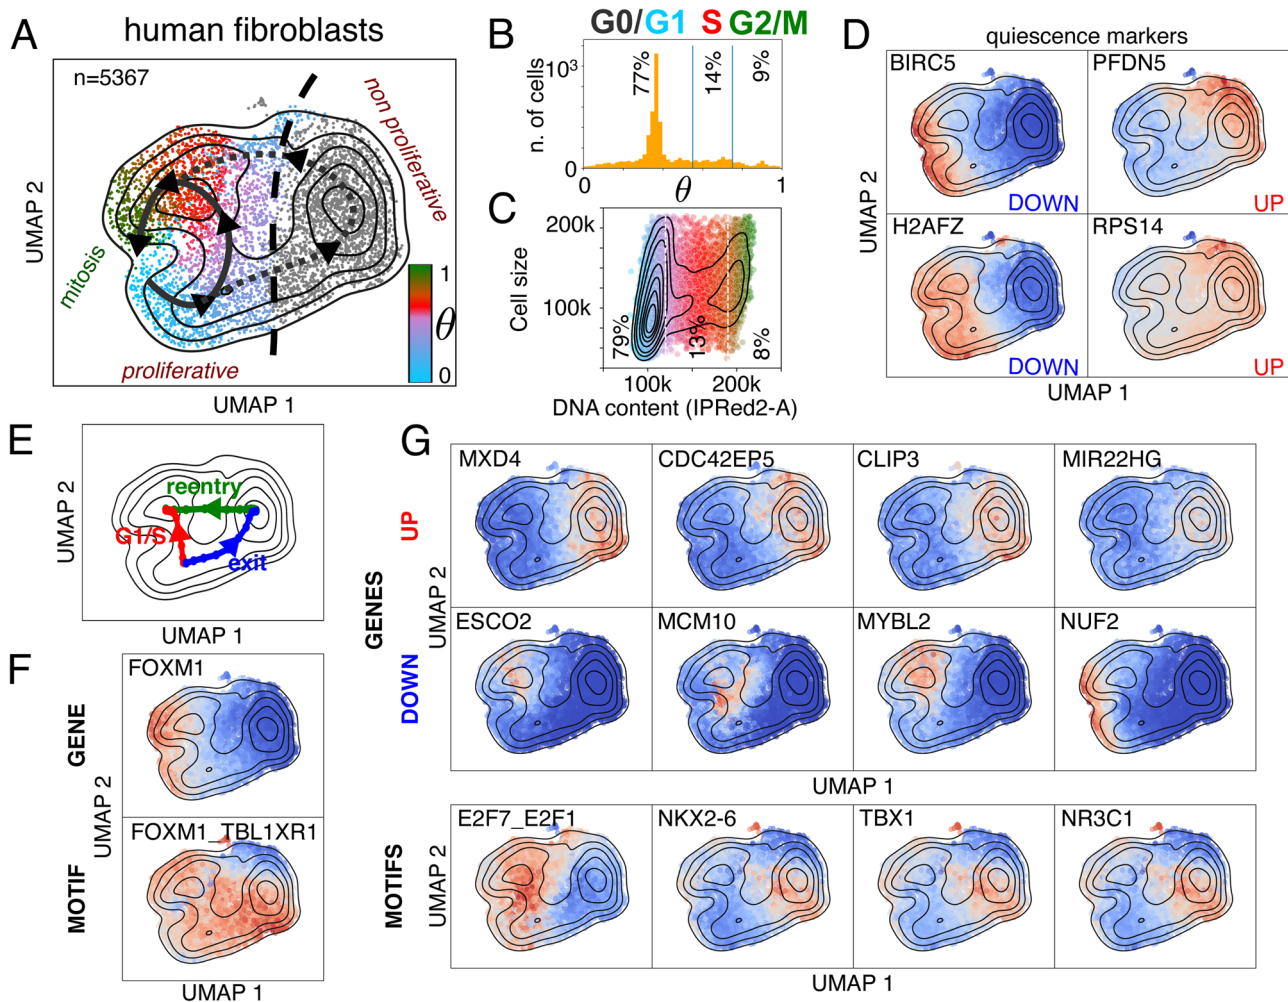 A
human fibroblasts
n=5367
non proliferative
mitosis
proliferative
1
θ
0
UMAP 2
UMAP 1
B
G0/G1 S G2/M
10³
0
n. of cells
77%
14%
9%
0
θ
1
C
200k
100k
Cell size
79%
13%
8%
100k
200k
DNA content (IPRed2-A)
D
quiescence markers
BIRC5
DOWN
PFDN5
UP
H2AFZ
DOWN
RPS14
UP
UMAP 2
UMAP 1
E
reentry
G1/S
exit
UMAP 2
UMAP 1
F
FOXM1
FOXM1_TBL1XR1
GENE
MOTIF
UMAP 2
UMAP 1
G
GENES
UP
DOWN
UMAP 2
MXD4
CDC42EP5
CLIP3
MIR22HG
ESCO2
MCM10
MYBL2
NUF2
UMAP 1
MOTIFS
UMAP 2
E2F7_E2F1
NKX2-6
TBX1
NR3C1
UMAP 1